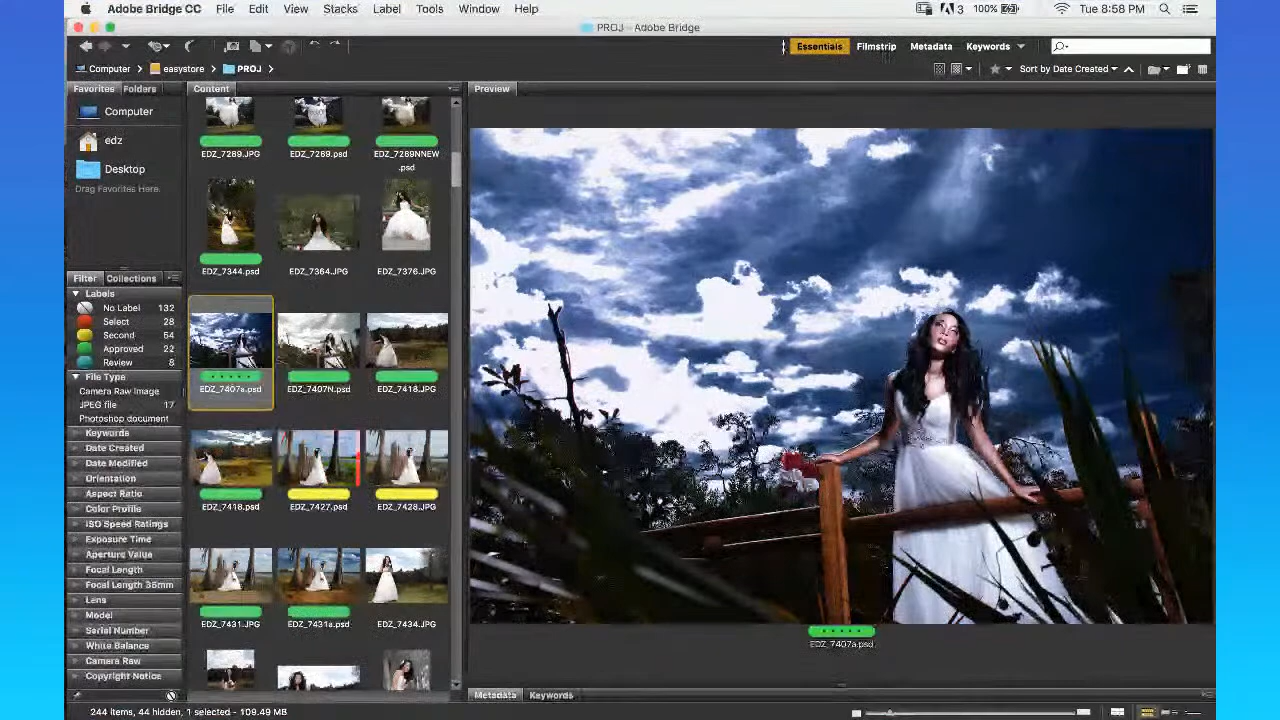 Adobe Bridge CC File Edit View Stacks Label Tools Window Help 3 100% Tue 8:58 PM
PROJ - Adobe Bridge
Essentials Filmstrip Metadata Keywords
Computer easystore PROJ Sort by Date Created
Favorites Folders Content Preview
Computer
edz
Desktop
Drag Favorites Here.
EDZ_7289.JPG EDZ_7289.psd EDZ_7289NNEW
.psd
EDZ_7344.psd EDZ_7364.JPG EDZ_7376.JPG
Filter Collections
Labels
No Label 132
Select 28
Second 54
Approved 22
Review 8
File Type
Camera Raw image
JPEG file 17
Photoshop document
Keywords
Date Created
Date Modified
Orientation
Aspect Ratio
Color Profile
ISO Speed Ratings
Exposure Time
Aperture Value
Focal Length
Focal Length 35mm
Lens
Model
Serial Number
White Balance
Camera Raw
Copyright Notice
EDZ_7407a.psd EDZ_7407N.psd EDZ_7418.JPG
EDZ_7418.psd EDZ_7427.psd EDZ_7428.JPG
EDZ_7431.JPG EDZ_7431a.psd EDZ_7434.JPG
EDZ_7407a.psd
Metadata Keywords
244 items, 44 hidden, 1 selected - 109.49 MB